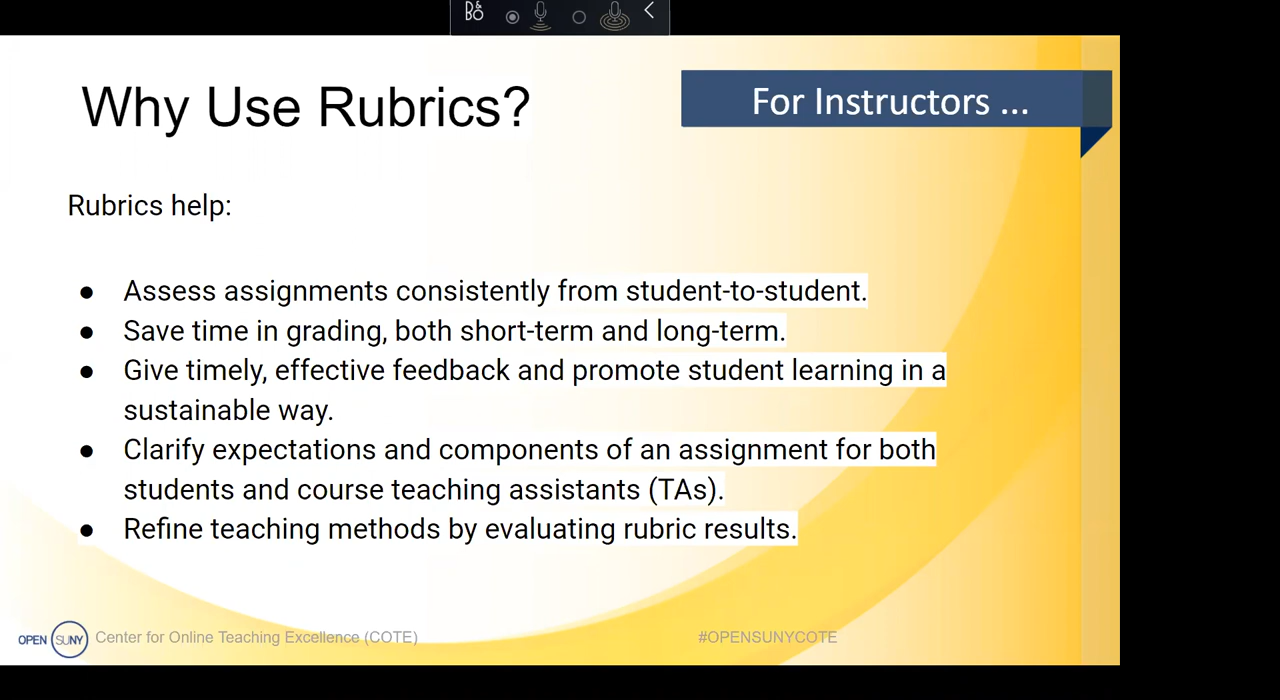 B&O
Why Use Rubrics?
For Instructors ...
Rubrics help:
● Assess assignments consistently from student-to-student.
● Save time in grading, both short-term and long-term.
● Give timely, effective feedback and promote student learning in a
sustainable way.
● Clarify expectations and components of an assignment for both
students and course teaching assistants (TAs).
● Refine teaching methods by evaluating rubric results.
OPEN SUNY Center for Online Teaching Excellence (COTE)
#OPENSUNYCOTE